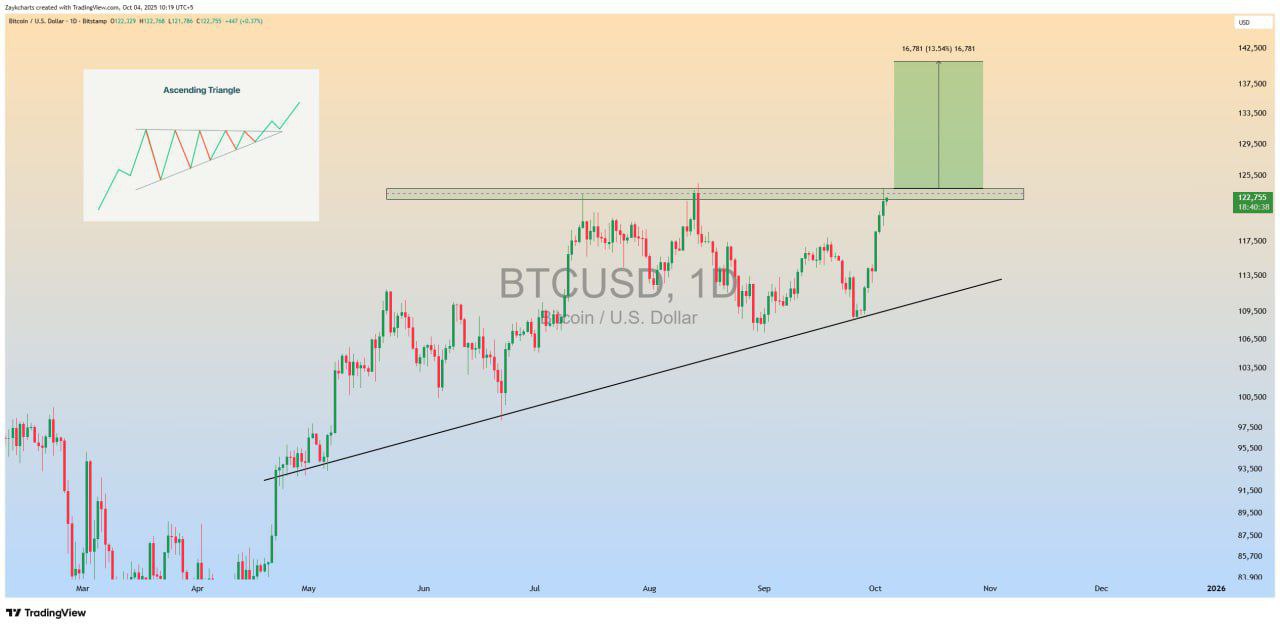 Zaykcharts created with TradingView.com, Oct 04, 2025 10:19 UTC+5
Bitcoin / U.S. Dollar · 1D · Bitstamp O122,329 H122,768 L121,786 C122,755 +447 (+0.37%)
USD
16,781 (13.54%) 16,781
142,500
137,500
Ascending Triangle
133,500
129,500
125,500
122,755
18:40:38
117,500
BTCUSD, 1D
113,500
Bitcoin / U.S. Dollar
109,500
106,500
103,500
100,500
97,500
95,500
93,500
91,500
89,500
87,500
85,700
83,900
Mar Apr May Jun Jul Aug Sep Oct Nov Dec 2026
TradingView